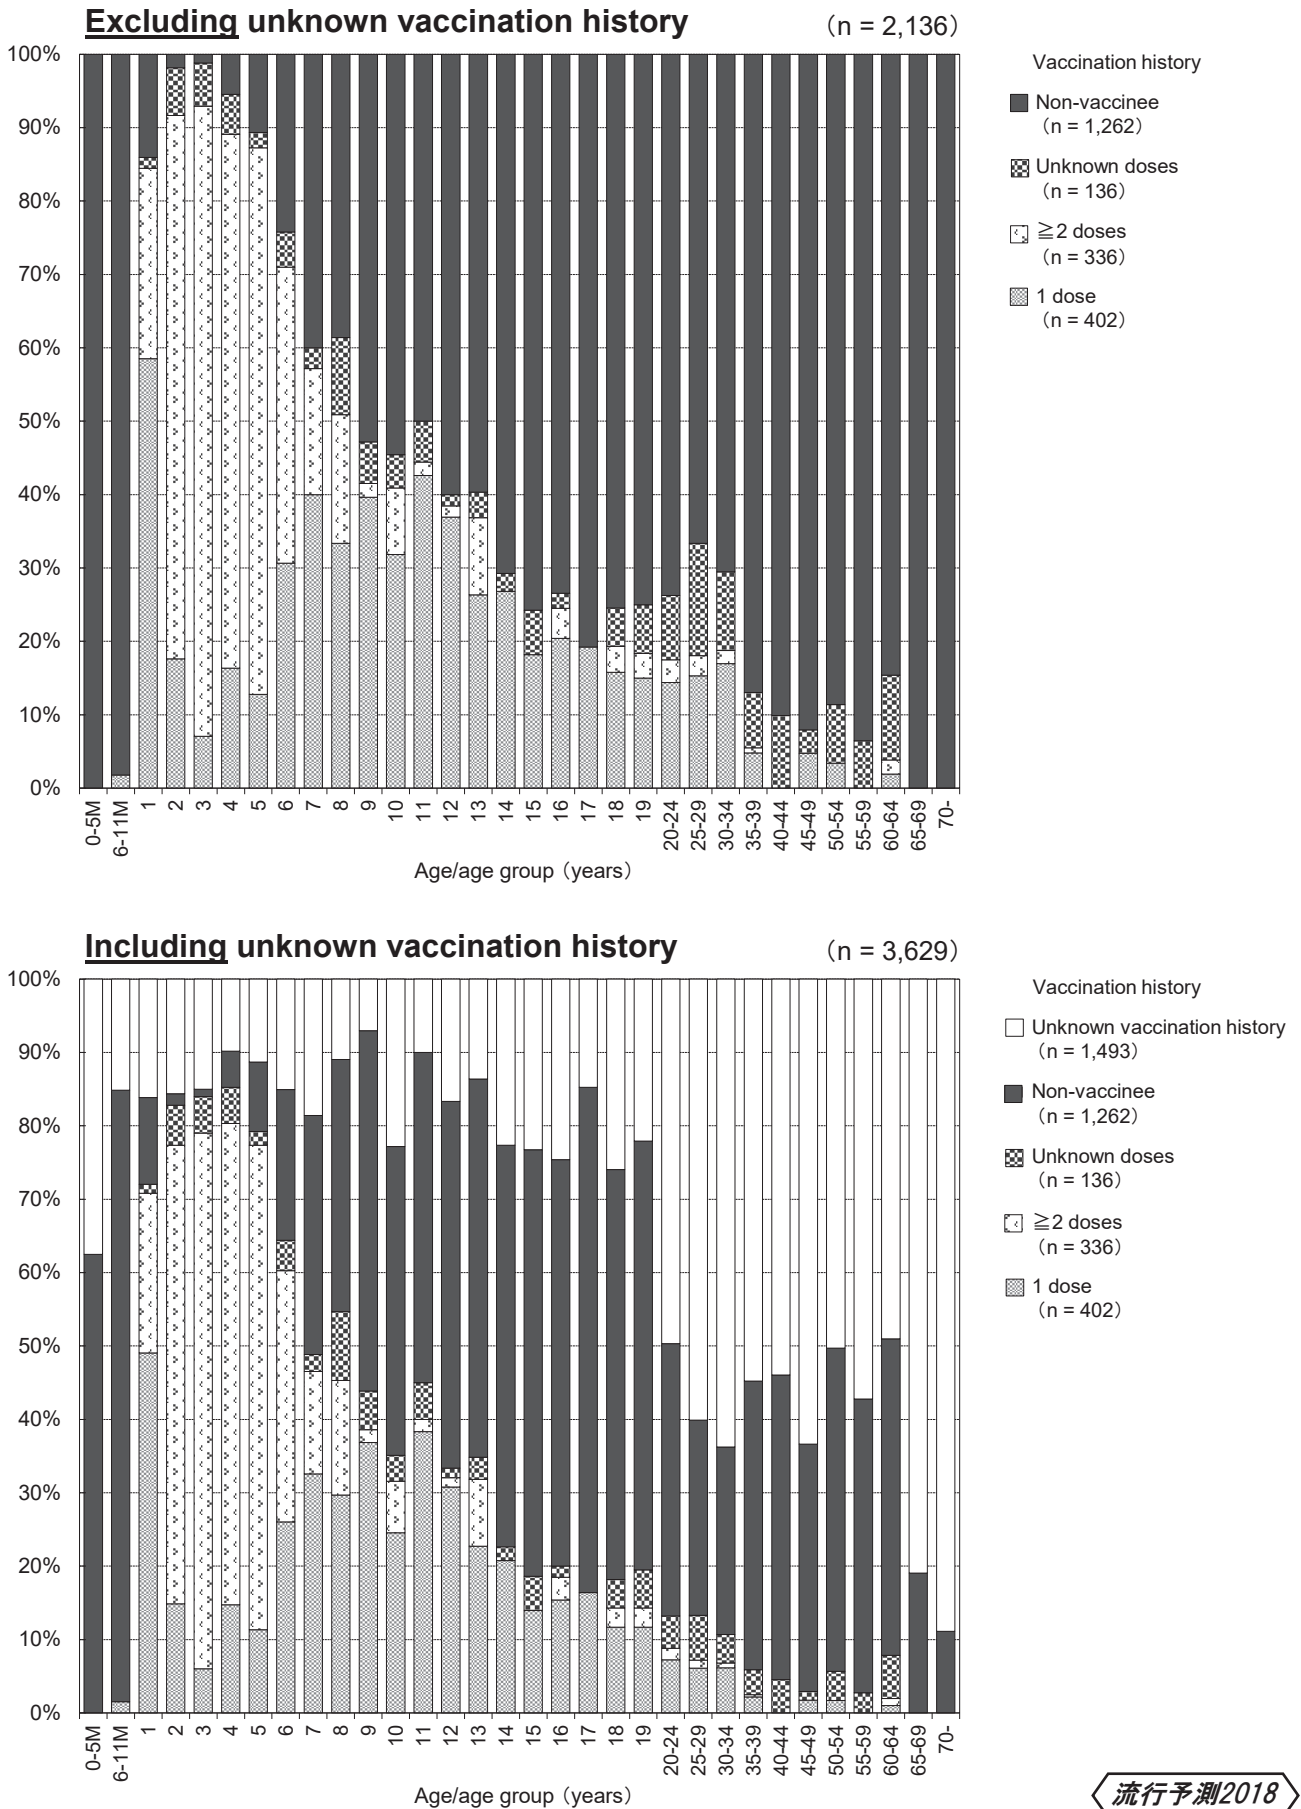 Excluding unknown vaccination history
（n = 2,136）
100%
90%
80%
70%
60%
50%
40%
30%
20%
10%
0%
0-5M
6-11M
1
2
3
4
5
6
7
8
9
10
11
12
13
14
15
16
17
18
19
20-24
25-29
30-34
35-39
40-44
45-49
50-54
55-59
60-64
65-69
70-
Age/age group（years）
Vaccination history
Non-vaccinee
（n = 1,262）
Unknown doses
（n = 136）
≧2 doses
（n = 336）
1 dose
（n = 402）
Including unknown vaccination history
（n = 3,629）
100%
90%
80%
70%
60%
50%
40%
30%
20%
10%
0%
0-5M
6-11M
1
2
3
4
5
6
7
8
9
10
11
12
13
14
15
16
17
18
19
20-24
25-29
30-34
35-39
40-44
45-49
50-54
55-59
60-64
65-69
70-
Age/age group（years）
Vaccination history
Unknown vaccination history
（n = 1,493）
Non-vaccinee
（n = 1,262）
Unknown doses
（n = 136）
≧2 doses
（n = 336）
1 dose
（n = 402）
流行予測2018